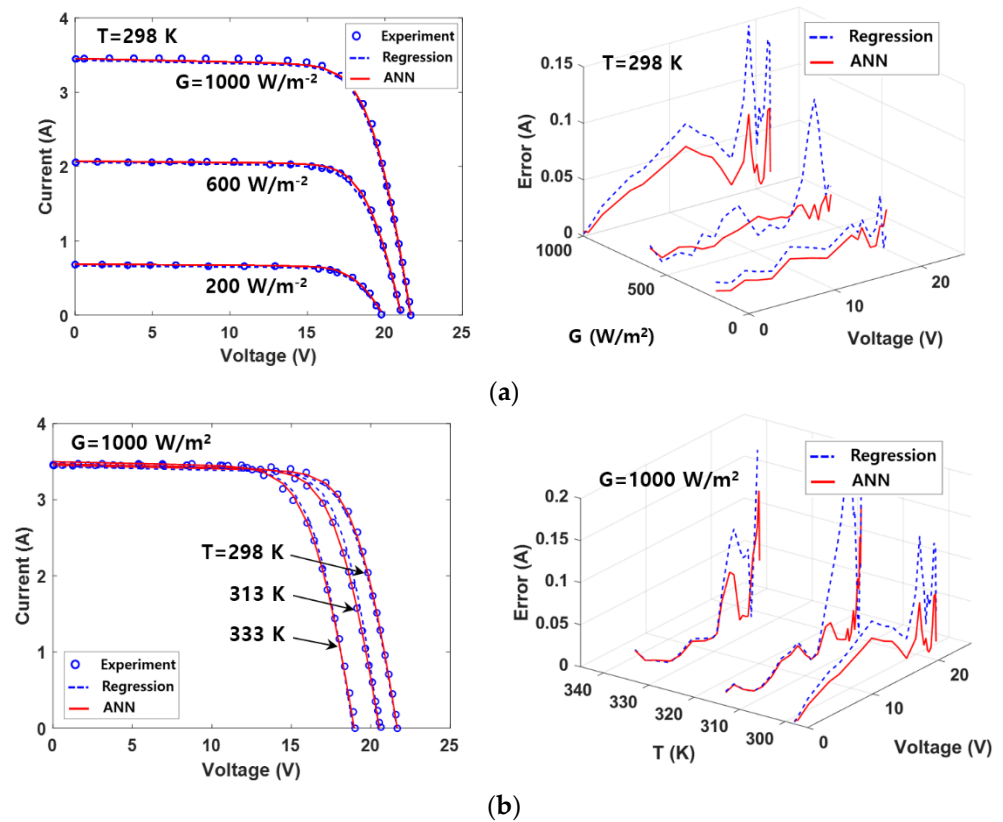 T=298 K
Experiment
Regression
ANN
G=1000 W/m⁻²
600 W/m⁻²
200 W/m⁻²
Current (A)
4
3
2
1
0
0
5
10
15
20
25
Voltage (V)
T=298 K
Regression
ANN
Error (A)
0.2
0.15
0.1
0.05
0
1000
500
0
G (W/m²)
0
10
20
Voltage (V)
(a)
G=1000 W/m²
T=298 K
313 K
333 K
Experiment
Regression
ANN
Current (A)
4
3
2
1
0
0
5
10
15
20
25
Voltage (V)
G=1000 W/m²
Regression
ANN
Error (A)
0.2
0.15
0.1
0.05
0
340
330
320
310
300
T (K)
0
10
20
Voltage (V)
(b)